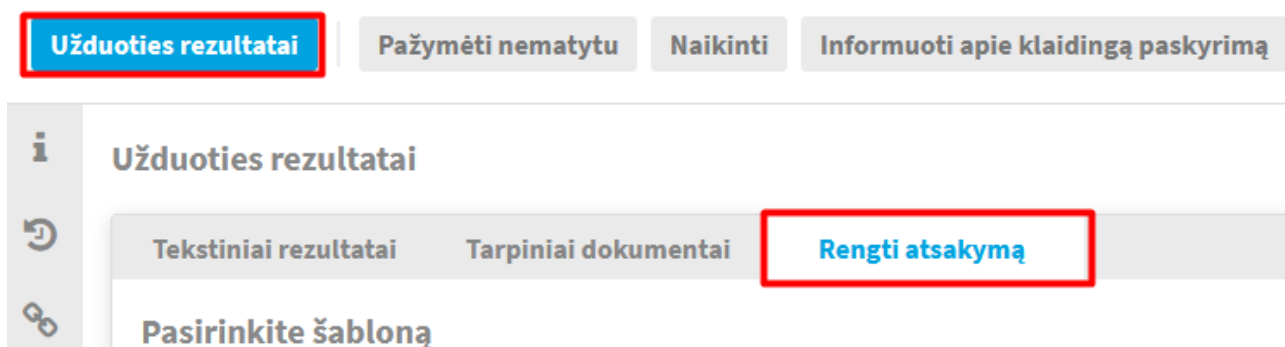 Užduoties rezultatai Pažymėti nematytu Naikinti Informuoti apie klaidingą paskyrimą
Užduoties rezultatai
Tekstiniai rezultatai Tarpiniai dokumentai Rengti atsakymą
Pasirinkite šabloną